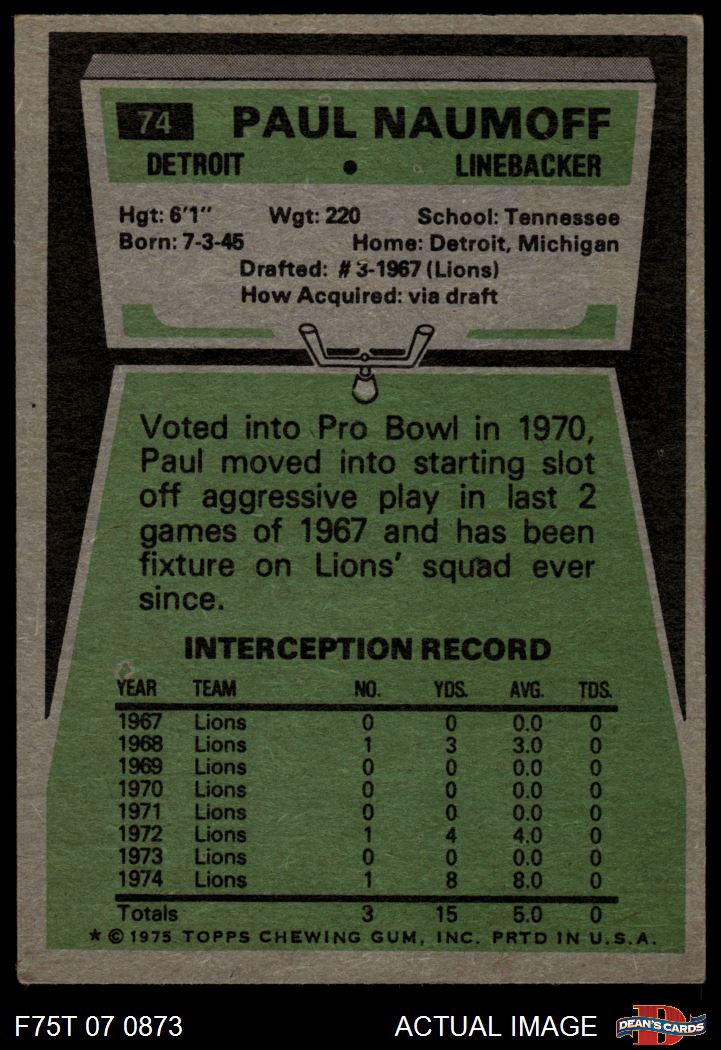 74 PAUL NAUMOFF
DETROIT • LINEBACKER
Hgt: 6'1" Wgt: 220 School: Tennessee
Born: 7-3-45 Home: Detroit, Michigan
Drafted: #3-1967 (Lions)
How Acquired: via draft
Voted into Pro Bowl in 1970,
Paul moved into starting slot
off aggressive play in last 2
games of 1967 and has been
fixture on Lions' squad ever
since.
INTERCEPTION RECORD
YEAR TEAM NO. YDS. AVG. TDS.
1967 Lions 0 0 0.0 0
1968 Lions 1 3 3.0 0
1969 Lions 0 0 0.0 0
1970 Lions 0 0 0.0 0
1971 Lions 0 0 0.0 0
1972 Lions 1 4 4.0 0
1973 Lions 0 0 0.0 0
1974 Lions 1 8 8.0 0
Totals 3 15 5.0 0
* © 1975 TOPPS CHEWING GUM, INC. PRTD IN U.S.A.
F75T 07 0873 ACTUAL IMAGE D DEAN'S CARDS